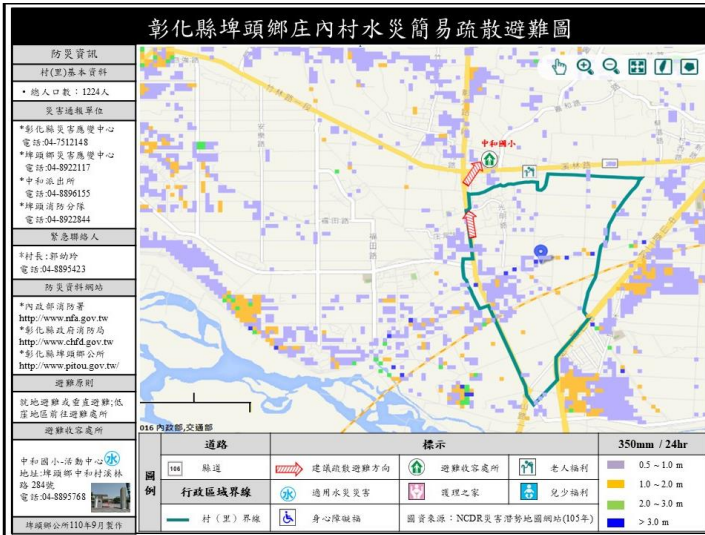 彰化縣埤頭鄉庄內村水災簡易疏散避難圖
防災資訊
村(里)基本資料
• 總人口數：1224人
災害通報單位
*彰化縣災害應變中心
電話:04-7512148
*埤頭鄉災害應變中心
電話:04-8922117
*中和派出所
電話:04-8896155
*埤頭消防分隊
電話:04-8922844
緊急聯絡人
*村長:郭幼玲
電話:04-8895423
防災資料網站
*內政部消防署
http://www.nfa.gov.tw
*彰化縣政府消防局
http://www.chfd.gov.tw
*彰化縣埤頭鄉公所
http://www.pitou.gov.tw/
避難原則
就地避難或垂直避難;低
窪地區前往避難處所
避難收容處所
中和國小-活動中心 水
地址:埤頭鄉中和村溪林
路 284號
電話:04-8895768
埤頭鄉公所110年9月製作
中和國小
016 內政部,交通部
圖例
道路
106 縣道
行政區域界線
村（里）界線
標示
建議疏散避難方向
避難收容處所
老人福利
水 適用水災災害
護理之家
兒少福利
身心障礙福
圖資來源：NCDR災害潛勢地圖網站(105年)
350mm / 24hr
0.5 ~ 1.0 m
1.0 ~ 2.0 m
2.0 ~ 3.0 m
> 3.0 m